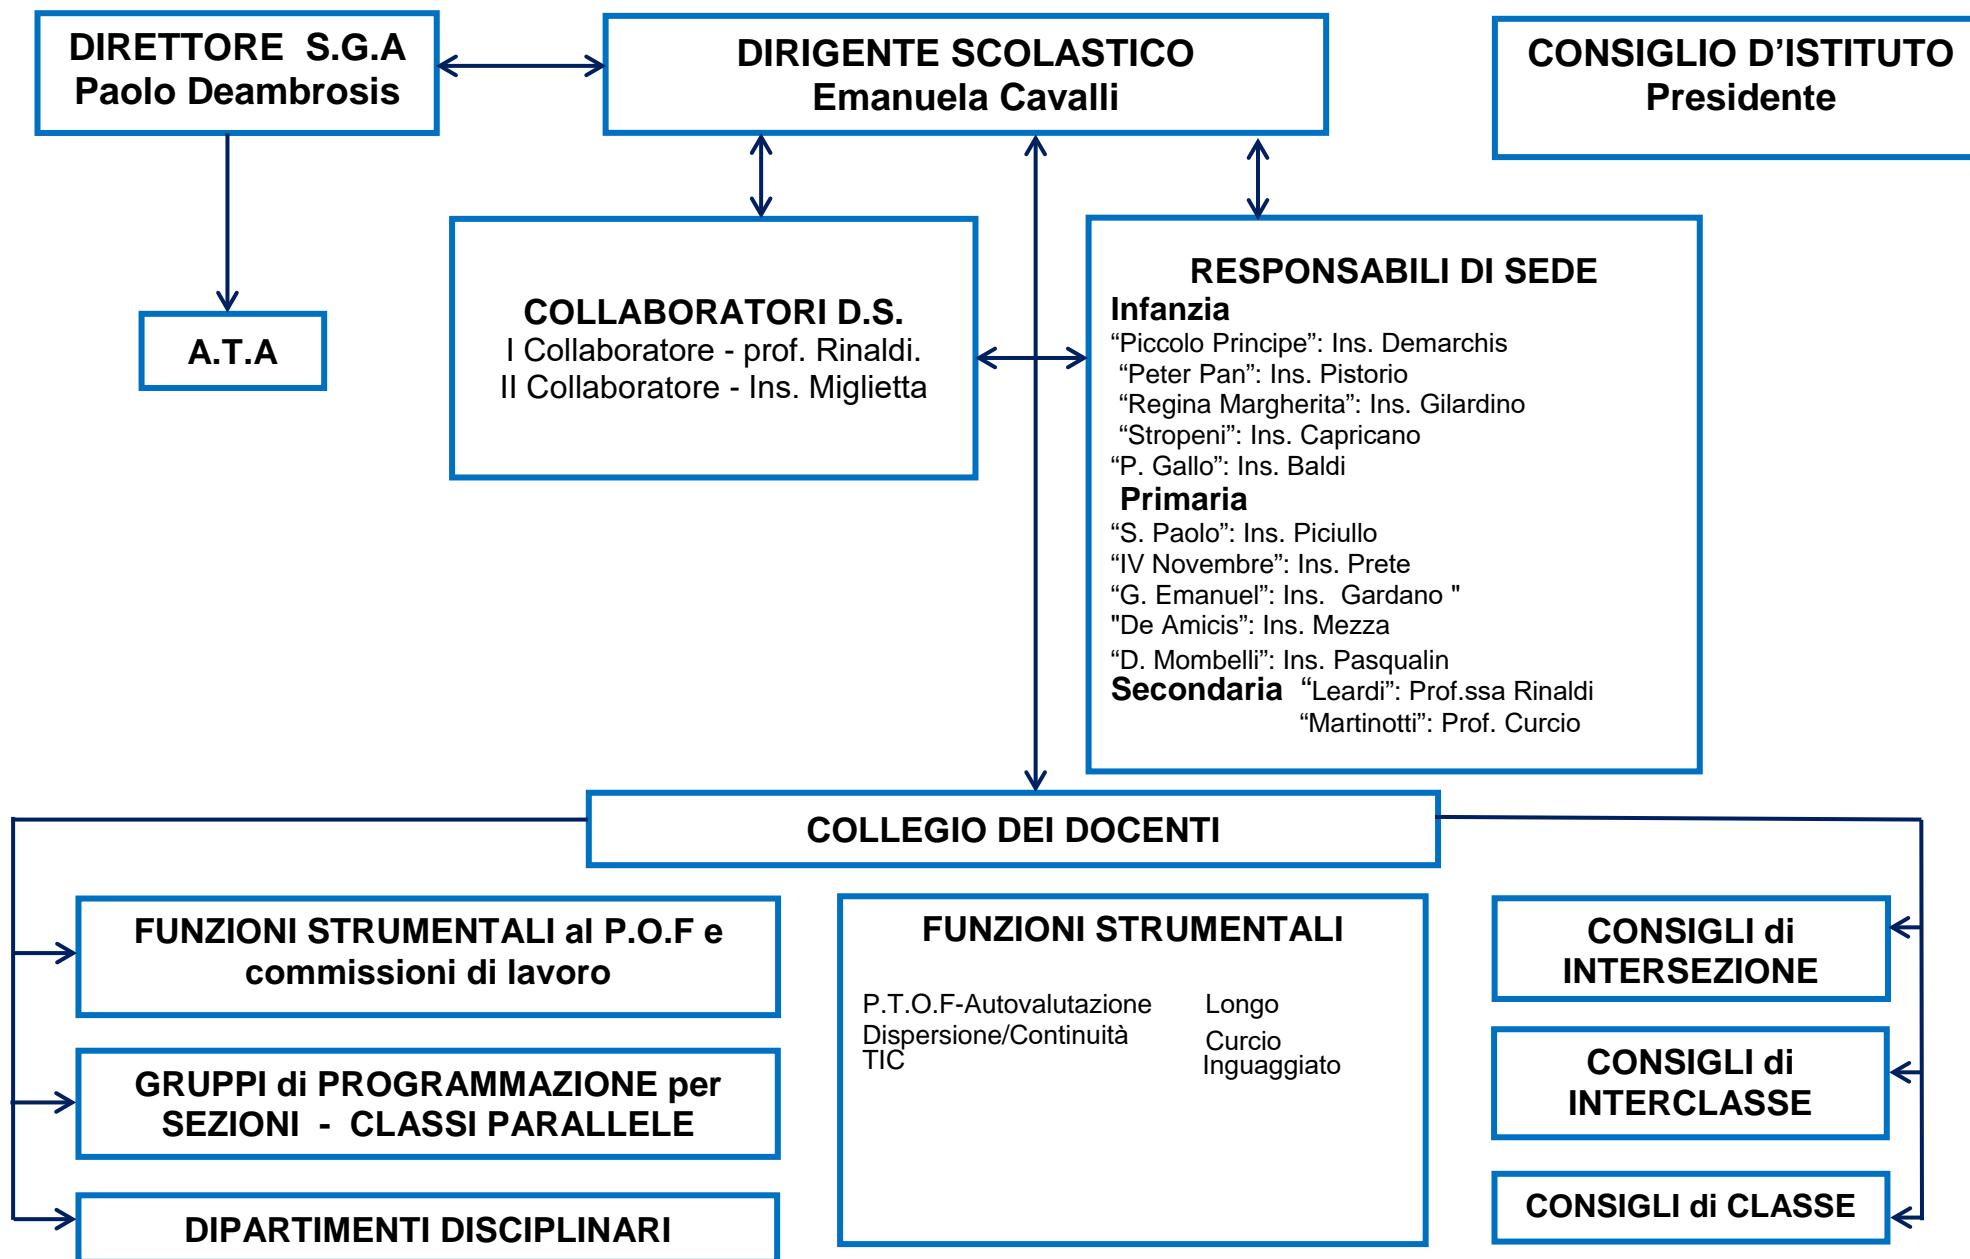 DIRETTORE S.G.A
Paolo Deambrosis
DIRIGENTE SCOLASTICO
Emanuela Cavalli
CONSIGLIO D’ISTITUTO
Presidente
A.T.A
COLLABORATORI D.S.
I Collaboratore - prof. Rinaldi.
II Collaboratore - Ins. Miglietta
RESPONSABILI DI SEDE
Infanzia
“Piccolo Principe”: Ins. Demarchis
“Peter Pan”: Ins. Pistorio
“Regina Margherita”: Ins. Gilardino
“Stropeni”: Ins. Capricano
“P. Gallo”: Ins. Baldi
Primaria
“S. Paolo”: Ins. Piciullo
“IV Novembre”: Ins. Prete
“G. Emanuel”: Ins. Gardano "
"De Amicis”: Ins. Mezza
“D. Mombelli”: Ins. Pasqualin
Secondaria “Leardi”: Prof.ssa Rinaldi
“Martinotti”: Prof. Curcio
COLLEGIO DEI DOCENTI
FUNZIONI STRUMENTALI al P.O.F e
commissioni di lavoro
GRUPPI di PROGRAMMAZIONE per
SEZIONI - CLASSI PARALLELE
DIPARTIMENTI DISCIPLINARI
FUNZIONI STRUMENTALI
P.T.O.F-Autovalutazione Longo
Dispersione/Continuità Curcio
TIC Inguaggiato
CONSIGLI di
INTERSEZIONE
CONSIGLI di
INTERCLASSE
CONSIGLI di CLASSE